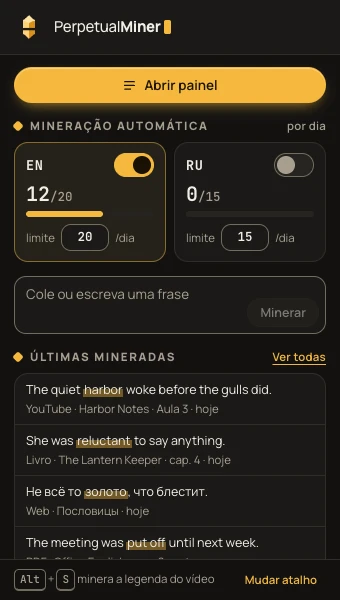 PerpetualMiner
Abrir painel
MINERAÇÃO AUTOMÁTICA por dia
EN RU
12/20 0/15
limite 20 /dia limite 15 /dia
Cole ou escreva uma frase
Minerar
ÚLTIMAS MINERADAS Ver todas
The quiet harbor woke before the gulls did.
YouTube · Harbor Notes · Aula 3 · hoje
She was reluctant to say anything.
Livro · The Lantern Keeper · cap. 4 · hoje
Не всё то золото, что блестит.
Web · Пословицы · hoje
The meeting was put off until next week.
Alt + S minera a legenda do vídeo Mudar atalho